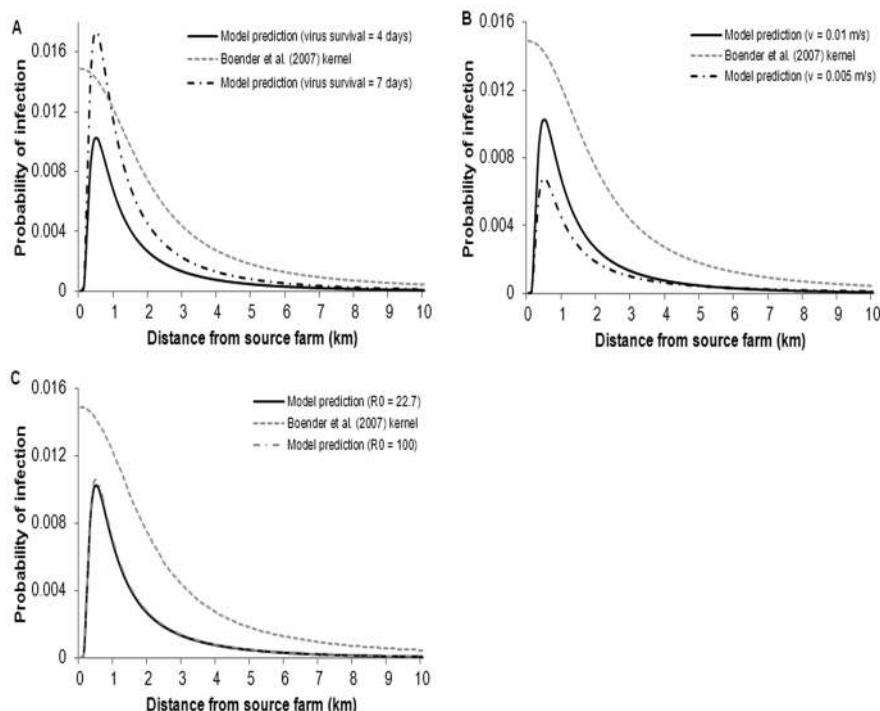 A
Model prediction (virus survival = 4 days)
Boender et al. (2007) kernel
Model prediction (virus survival = 7 days)
Probability of infection
0.016
0.012
0.008
0.004
0
0 1 2 3 4 5 6 7 8 9 10
Distance from source farm (km)
B
Model prediction (v = 0.01 m/s)
Boender et al. (2007) kernel
Model prediction (v = 0.005 m/s)
Probability of infection
0.016
0.012
0.008
0.004
0
0 1 2 3 4 5 6 7 8 9 10
Distance from source farm (km)
C
Model prediction (R0 = 22.7)
Boender et al. (2007) kernel
Model prediction (R0 = 100)
Probability of infection
0.016
0.012
0.008
0.004
0
0 1 2 3 4 5 6 7 8 9 10
Distance from source farm (km)